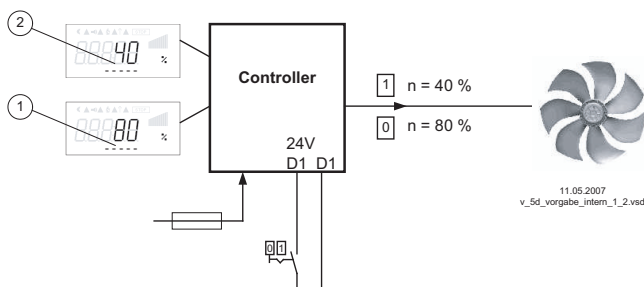 2
40
%
1
80
%
Controller
24V
D1 D1
1 n = 40 %
0 n = 80 %
0 1
11.05.2007
v_5d_vorgabe_intern_1_2.vsd